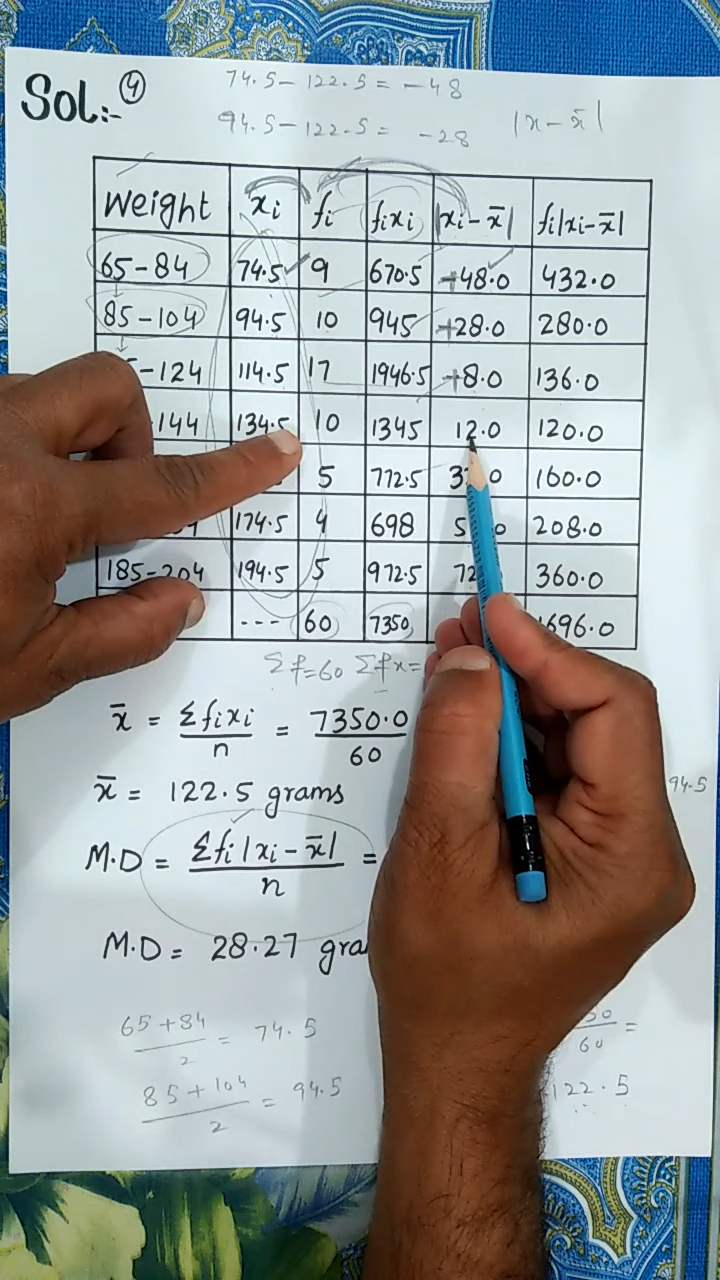 Sol:- ④
74.5 - 122.5 = -48
94.5 - 122.5 = -28
|x - x̄|
weight xi fi fixi |xi - x̄| fi|xi - x̄|
65-84 74.5 9 670.5 48.0 432.0
85-104 94.5 10 945 28.0 280.0
-124 114.5 17 1946.5 8.0 136.0
144 134.5 10 1345 12.0 120.0
5 772.5 160.0
174.5 4 698 208.0
185-204 194.5 5 972.5 360.0
--- 60 7350 696.0
Σf=60 Σfx=
x̄ = Σfixi / n = 7350.0 / 60
x̄ = 122.5 grams
94.5
M.D = Σfi|xi - x̄| / n =
M.D = 28.27
65+84 / 2 = 74.5
60 =
85+104 / 2 = 94.5
122.5